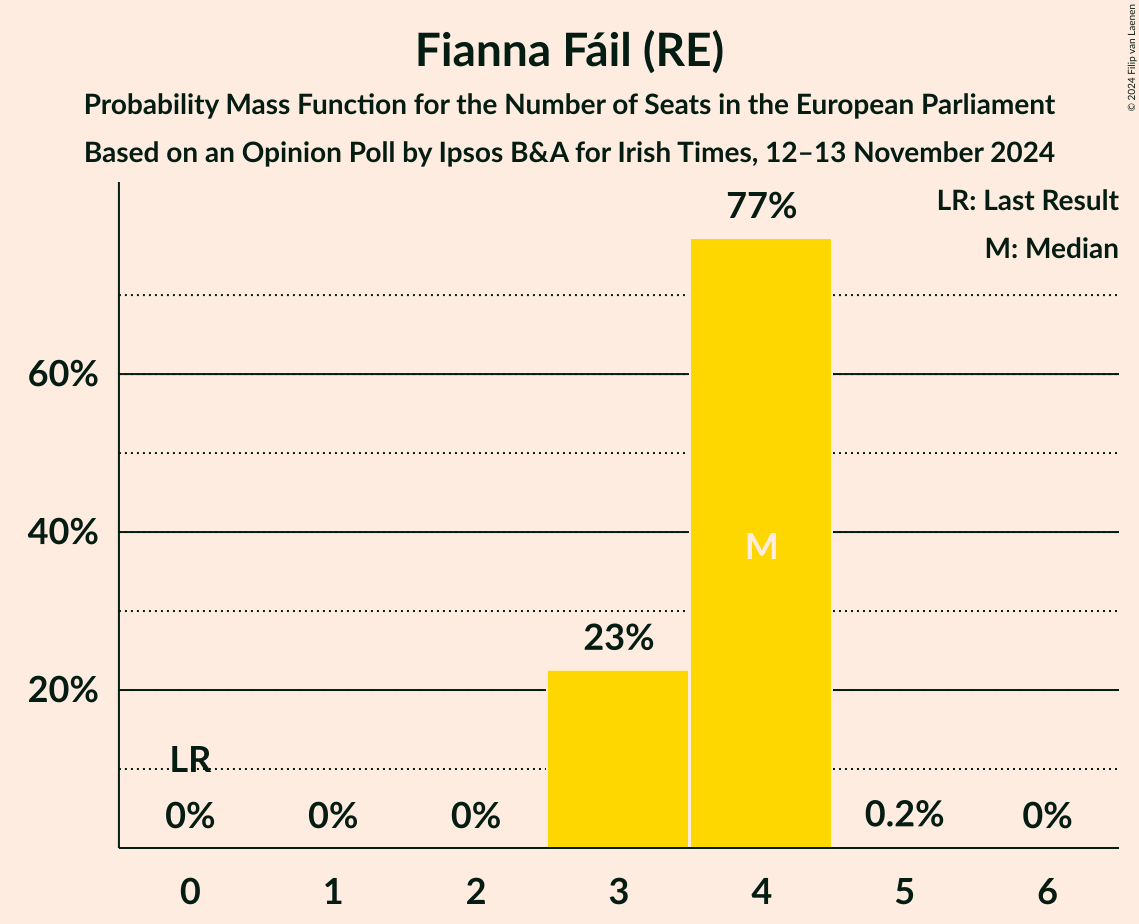 Fianna Fáil (RE)
Probability Mass Function for the Number of Seats in the European Parliament
Based on an Opinion Poll by Ipsos B&A for Irish Times, 12–13 November 2024
© 2024 Filip van Laenen
LR: Last Result
M: Median
77%
60%
40%
M
23%
20%
LR
0% 0% 0% 0.2% 0%
0 1 2 3 4 5 6